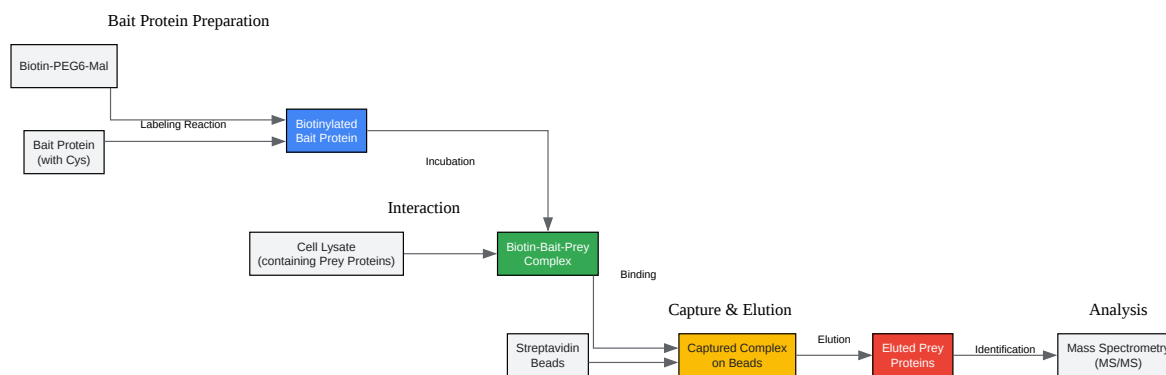 Bait Protein Preparation
Biotin-PEG6-Mal
Labeling Reaction
Biotinylated
Bait Protein
Bait Protein
(with Cys)
Incubation
Interaction
Cell Lysate
(containing Prey Proteins)
Biotin-Bait-Prey
Complex
Binding
Capture & Elution
Analysis
Streptavidin
Beads
Captured Complex
on Beads
Elution
Eluted Prey
Proteins
Identification
Mass Spectrometry
(MS/MS)